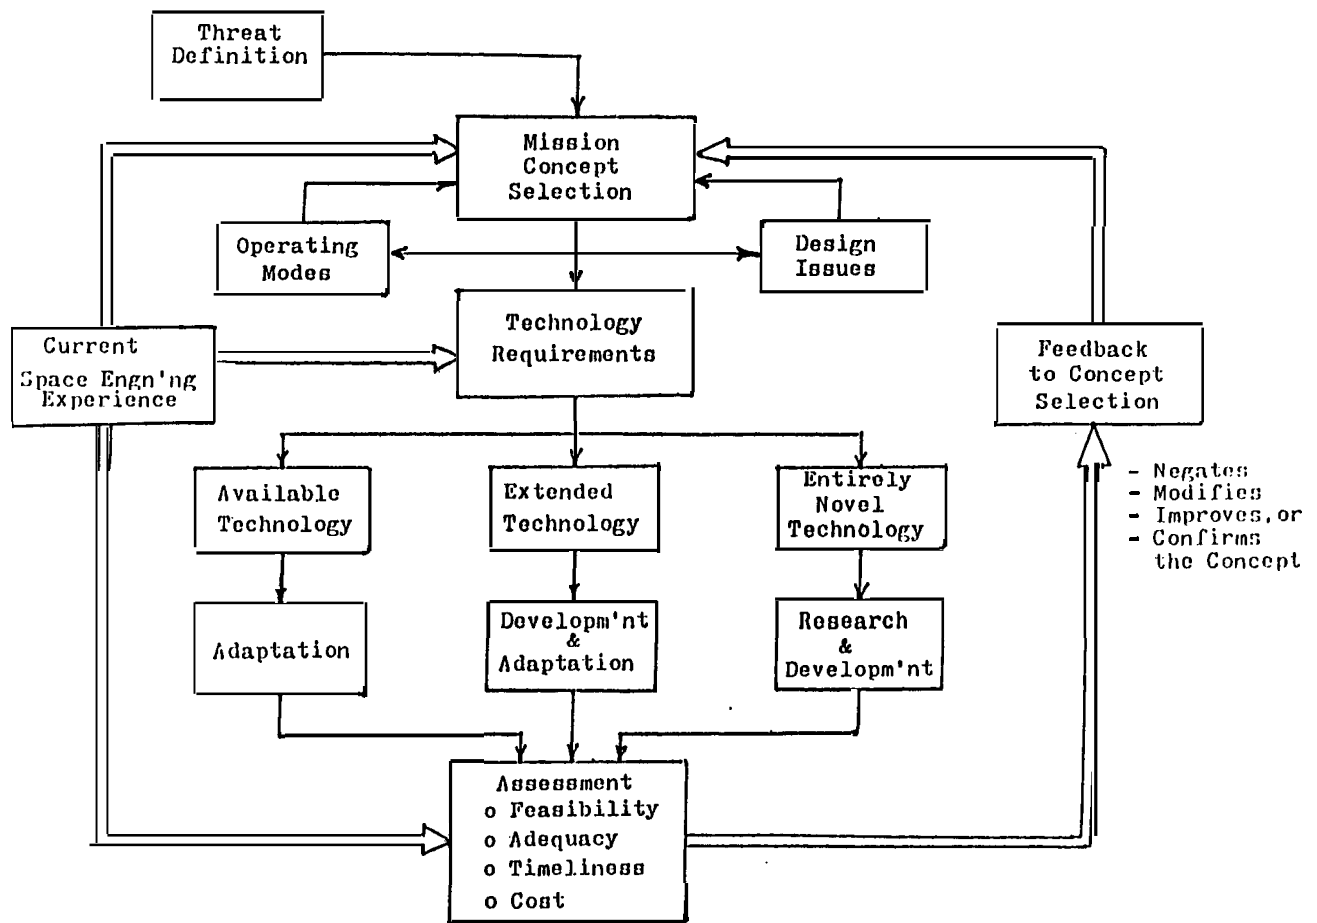 Threat
Definition
Mission
Concept
Selection
Operating
Modes
Design
Issues
Technology
Requirements
Current
Space Engn'ng
Experience
Feedback
to Concept
Selection
Available
Technology
Extended
Technology
Entirely
Novel
Technology
- Negates
- Modifies
- Improves, or
- Confirms
the Concept
Adaptation
Developm'nt
&
Adaptation
Research
&
Developm'nt
Assessment
o Feasibility
o Adequacy
o Timeliness
o Cost